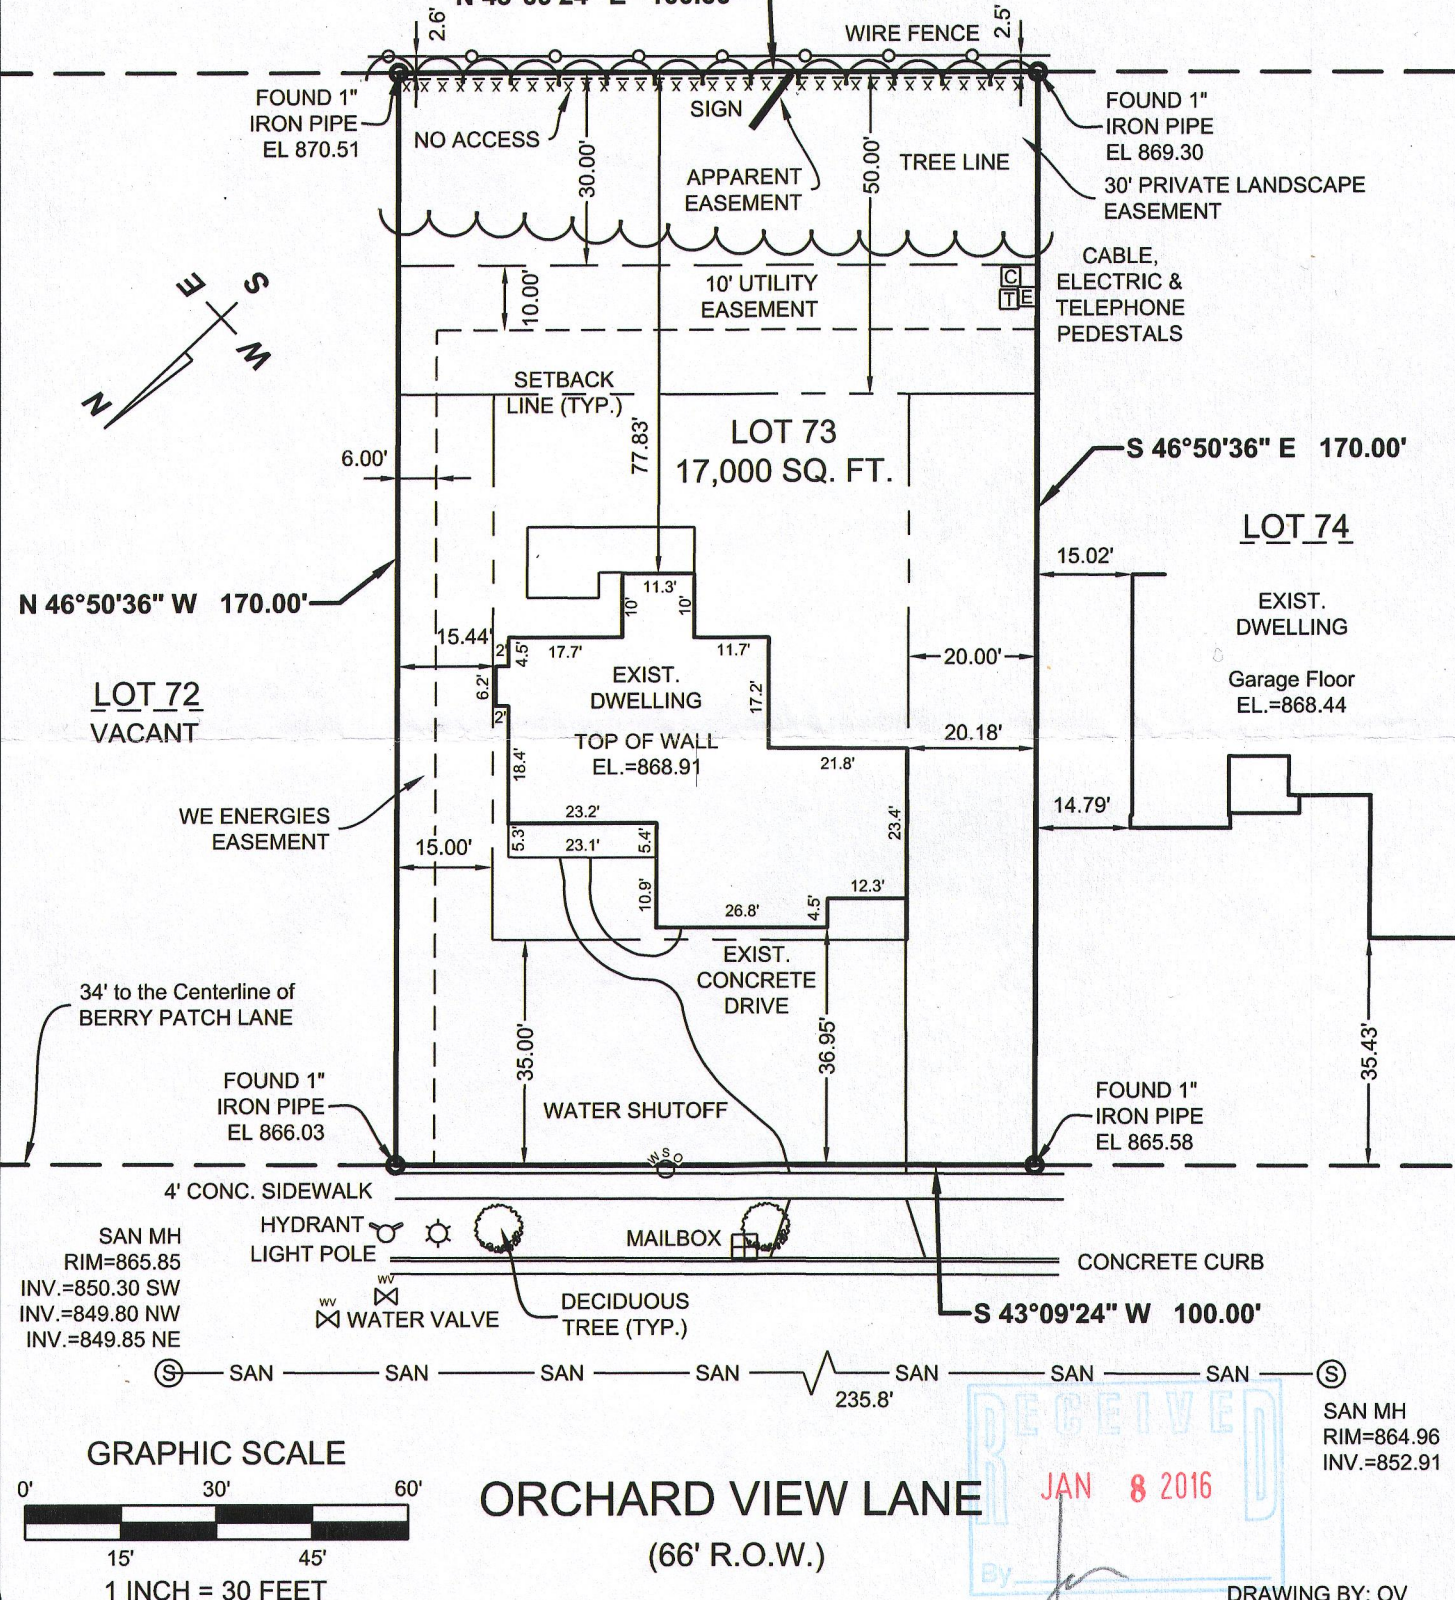 2.6'
2.5'
WIRE FENCE
FOUND 1"
IRON PIPE
EL 870.51
NO ACCESS
x x x x x x x x x x x x x x x x x x x x x x x x x x x x x x x x x x x
SIGN
30.00'
50.00'
APPARENT
EASEMENT
TREE LINE
FOUND 1"
IRON PIPE
EL 869.30
30' PRIVATE LANDSCAPE
EASEMENT
CABLE,
ELECTRIC &
TELEPHONE
PEDESTALS
C
T E
10' UTILITY
EASEMENT
10.00'
S
E
W
N
SETBACK
LINE (TYP.)
77.83'
LOT 73
17,000 SQ. FT.
6.00'
S 46°50'36" E 170.00'
LOT 74
15.02'
EXIST.
DWELLING
Garage Floor
EL.=868.44
N 46°50'36" W 170.00'
LOT 72
VACANT
11.3'
10'
10'
15.44'
2'
4.5'
17.7'
11.7'
6.2'
2'
EXIST.
DWELLING
17.2'
20.00'
TOP OF WALL
EL.=868.91
18.4'
21.8'
20.18'
14.79'
WE ENERGIES
EASEMENT
23.2'
5.3'
23.1'
5.4'
23.4'
15.00'
10.9'
12.3'
26.8'
4.5'
EXIST.
CONCRETE
DRIVE
34' to the Centerline of
BERRY PATCH LANE
35.00'
36.95'
35.43'
FOUND 1"
IRON PIPE
EL 866.03
WATER SHUTOFF
FOUND 1"
IRON PIPE
EL 865.58
WSO
4' CONC. SIDEWALK
HYDRANT
LIGHT POLE
MAILBOX
CONCRETE CURB
SAN MH
RIM=865.85
INV.=850.30 SW
INV.=849.80 NW
INV.=849.85 NE
WV
WV
WATER VALVE
DECIDUOUS
TREE (TYP.)
S 43°09'24" W 100.00'
S SAN SAN SAN SAN SAN SAN SAN S
235.8'
SAN MH
RIM=864.96
INV.=852.91
RECEIVED
JAN 8 2016
By
GRAPHIC SCALE
0' 30' 60'
15' 45'
1 INCH = 30 FEET
ORCHARD VIEW LANE
(66' R.O.W.)
DRAWING BY: OV